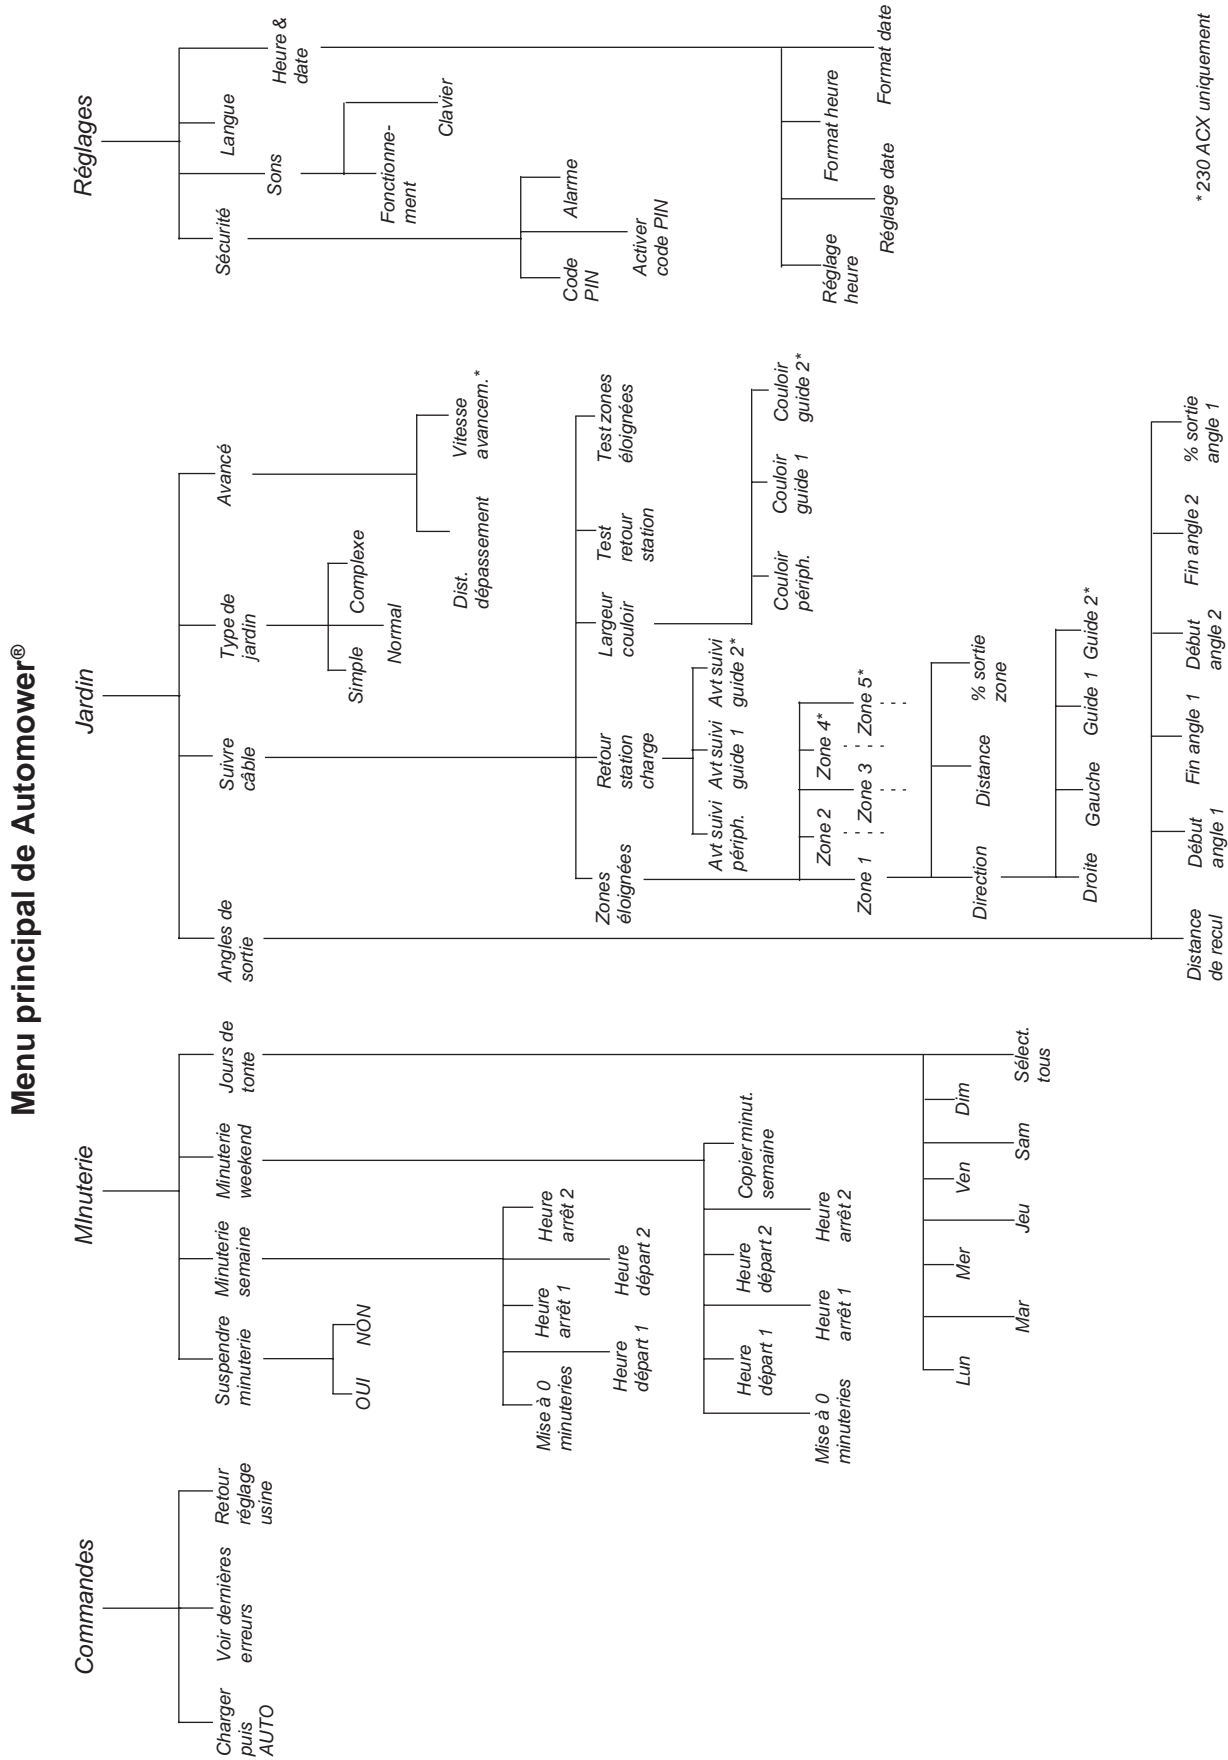 Menu principal de Automower®
Commandes
Charger
puis
AUTO
Voir dernières
erreurs
Retour
réglage
usine
MInuterie
Suspendre
minuterie
OUI
NON
Minuterie
semaine
Mise à 0
minuteries
Heure
départ 1
Heure
arrêt 1
Heure
départ 2
Heure
arrêt 2
Minuterie
weekend
Mise à 0
minuteries
Heure
départ 1
Heure
arrêt 1
Heure
départ 2
Heure
arrêt 2
Copier minut.
semaine
Jours de
tonte
Lun
Mar
Mer
Jeu
Ven
Sam
Dim
Sélect.
tous
Jardin
Angles de
sortie
Distance
de recul
Début
angle 1
Fin angle 1
Début
angle 2
Fin angle 2
% sortie
angle 1
Suivre
câble
Zones
éloignées
Zone 1
Zone 2
Zone 3
Zone 4*
Zone 5*
Direction
Distance
% sortie
zone
Droite
Gauche
Guide 1
Guide 2*
Retour
station
charge
Avt suivi
périph.
Avt suivi
guide 1
Avt suivi
guide 2*
Largeur
couloir
Couloir
périph.
Couloir
guide 1
Couloir
guide 2*
Test
retour
station
Test zones
éloignées
Type de
jardin
Simple
Normal
Complexe
Avancé
Dist.
dépassement
Vitesse
avancem.*
Réglages
Sécurité
Code
PIN
Activer
code PIN
Alarme
Sons
Fonctionne-
ment
Clavier
Langue
Heure &
date
Réglage
heure
Réglage date
Format heure
Format date
* 230 ACX uniquement